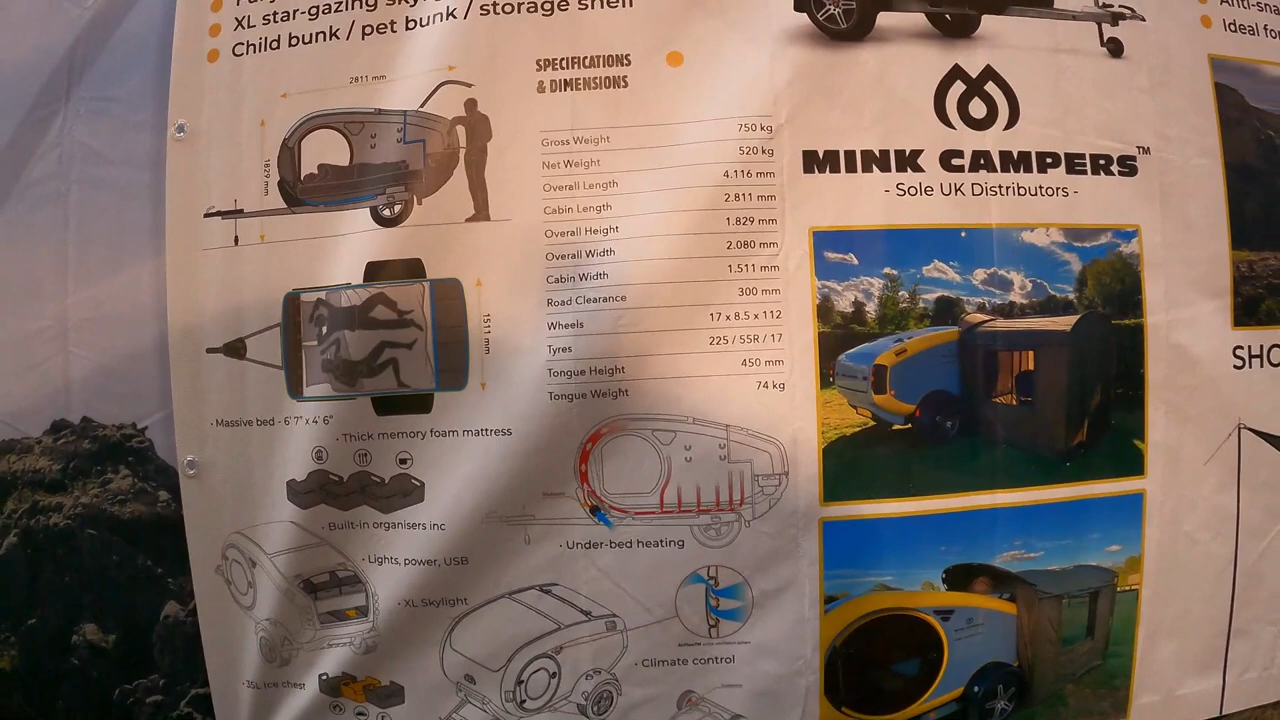 XL star-gazing
Child bunk / pet bunk / storage shelf
2811 mm
1829 mm
1511 mm
• Massive bed - 6'7" x 4' 6"
• Thick memory foam mattress
• Built-in organisers inc
• Lights, power, USB
• XL Skylight
• 35L Ice chest
SPECIFICATIONS
& DIMENSIONS
Gross Weight 750 kg
Net Weight 520 kg
Overall Length 4.116 mm
Cabin Length 2.811 mm
Overall Height 1.829 mm
Overall Width 2.080 mm
Cabin Width 1.511 mm
Road Clearance 300 mm
Wheels 17 x 8.5 x 112
Tyres 225 / 55R / 17
Tongue Height 450 mm
Tongue Weight 74 kg
• Under-bed heating
• Climate control
MINK CAMPERS™
- Sole UK Distributors -
Ideal
SHO